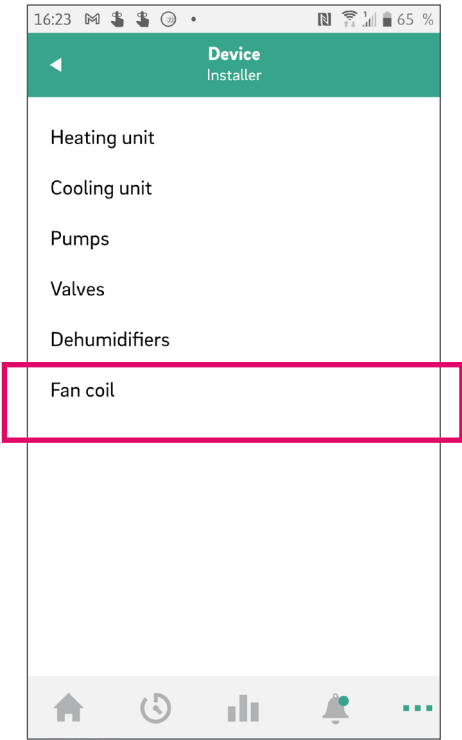 16:23 65 %
Device
Installer
Heating unit
Cooling unit
Pumps
Valves
Dehumidifiers
Fan coil